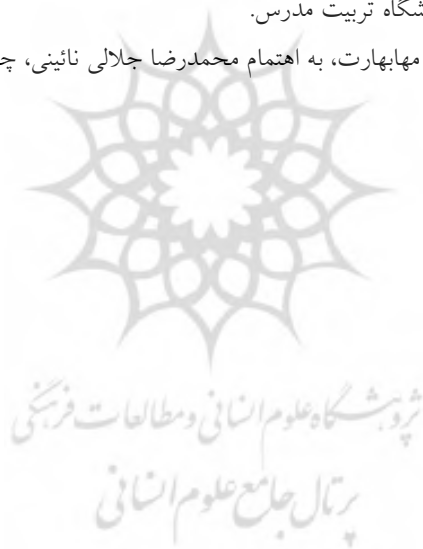 شگاه تربیت مدرس.
مهابهارت، به اهتمام محمدرضا جلالی نائینی، چ
پژوهشگاه علوم انسانی و مطالعات فرهنگی
پرتال جامع علوم انسانی